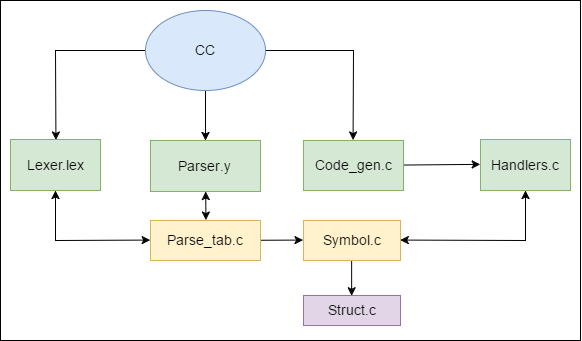 CC
Lexer.lex
Parser.y
Code_gen.c
Handlers.c
Parse_tab.c
Symbol.c
Struct.c